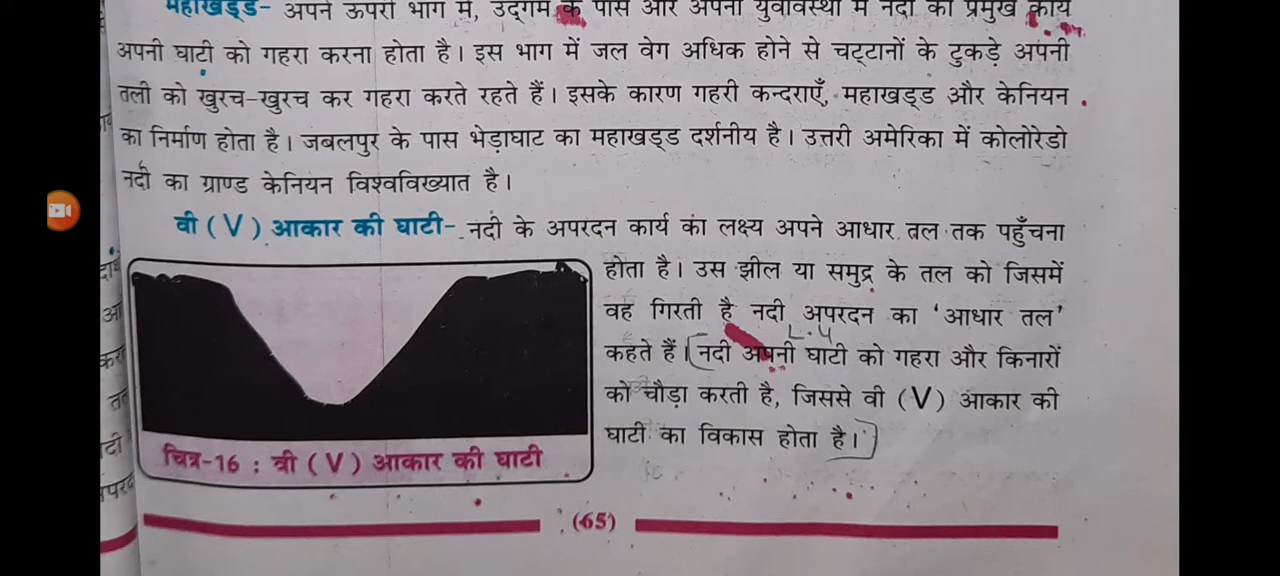 महाखड्ड- अपने ऊपरी भाग में, उद्गम के पास और अपनी युवावस्था में नदी का प्रमुख कार्य
अपनी घाटी को गहरा करना होता है। इस भाग में जल वेग अधिक होने से चट्टानों के टुकड़े अपनी
तली को खुरच-खुरच कर गहरा करते रहते हैं। इसके कारण गहरी कन्दराएँ, महाखड्ड और केनियन
का निर्माण होता है। जबलपुर के पास भेड़ाघाट का महाखड्ड दर्शनीय है। उत्तरी अमेरिका में कोलोरेडो
नदी का ग्राण्ड केनियन विश्वविख्यात है।
वी (V) आकार की घाटी- नदी के अपरदन कार्य का लक्ष्य अपने आधार तल तक पहुँचना
होता है। उस झील या समुद्र के तल को जिसमें
वह गिरती है नदी अपरदन का 'आधार तल'
कहते हैं। नदी अपनी घाटी को गहरा और किनारों
को चौड़ा करती है, जिससे वी (V) आकार की
घाटी का विकास होता है।
चित्र-16 : वी (V) आकार की घाटी
(65)